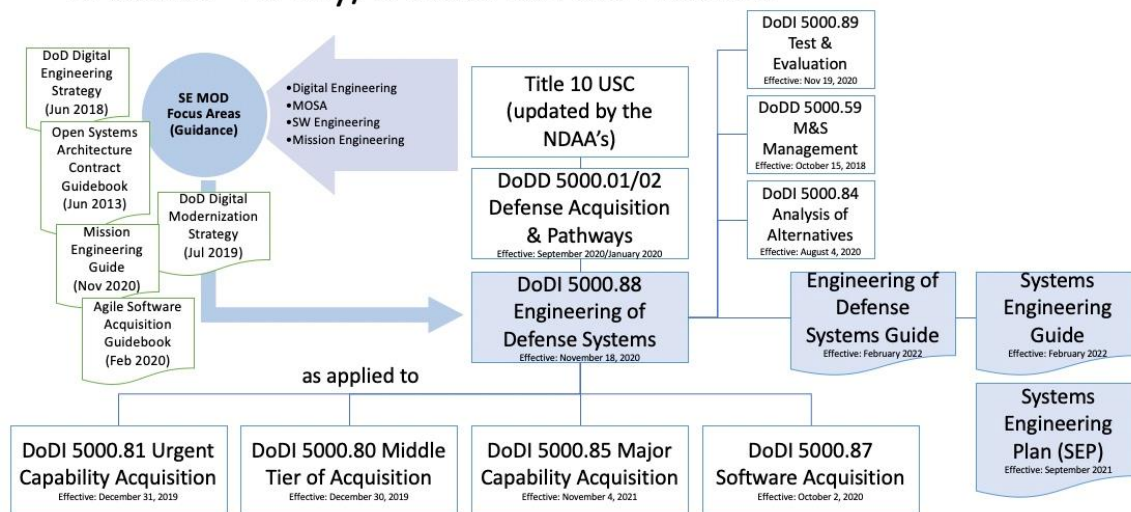 DoD Digital
Engineering
Strategy
(Jun 2018)
Open Systems
Architecture
Contract
Guidebook
(Jun 2013)
DoD Digital
Modernization
Strategy
(Jul 2019)
Mission
Engineering
Guide
(Nov 2020)
Agile Software
Acquisition
Guidebook
(Feb 2020)
SE MOD
Focus Areas
(Guidance)
•Digital Engineering
•MOSA
•SW Engineering
•Mission Engineering
Title 10 USC
(updated by the
NDAA's)
DoDD 5000.01/02
Defense Acquisition
& Pathways
Effective: September 2020/January 2020
DoDI 5000.88
Engineering of
Defense Systems
Effective: November 18, 2020
DoDI 5000.89
Test &
Evaluation
Effective: Nov 19, 2020
DoDD 5000.59
M&S
Management
Effective: October 15, 2018
DoDI 5000.84
Analysis of
Alternatives
Effective: August 4, 2020
Engineering of
Defense
Systems Guide
Effective: February 2022
Systems
Engineering
Guide
Effective: February 2022
Systems
Engineering
Plan (SEP)
Effective: September 2021
as applied to
DoDI 5000.81 Urgent
Capability Acquisition
Effective: December 31, 2019
DoDI 5000.80 Middle
Tier of Acquisition
Effective: December 30, 2019
DoDI 5000.85 Major
Capability Acquisition
Effective: November 4, 2021
DoDI 5000.87
Software Acquisition
Effective: October 2, 2020